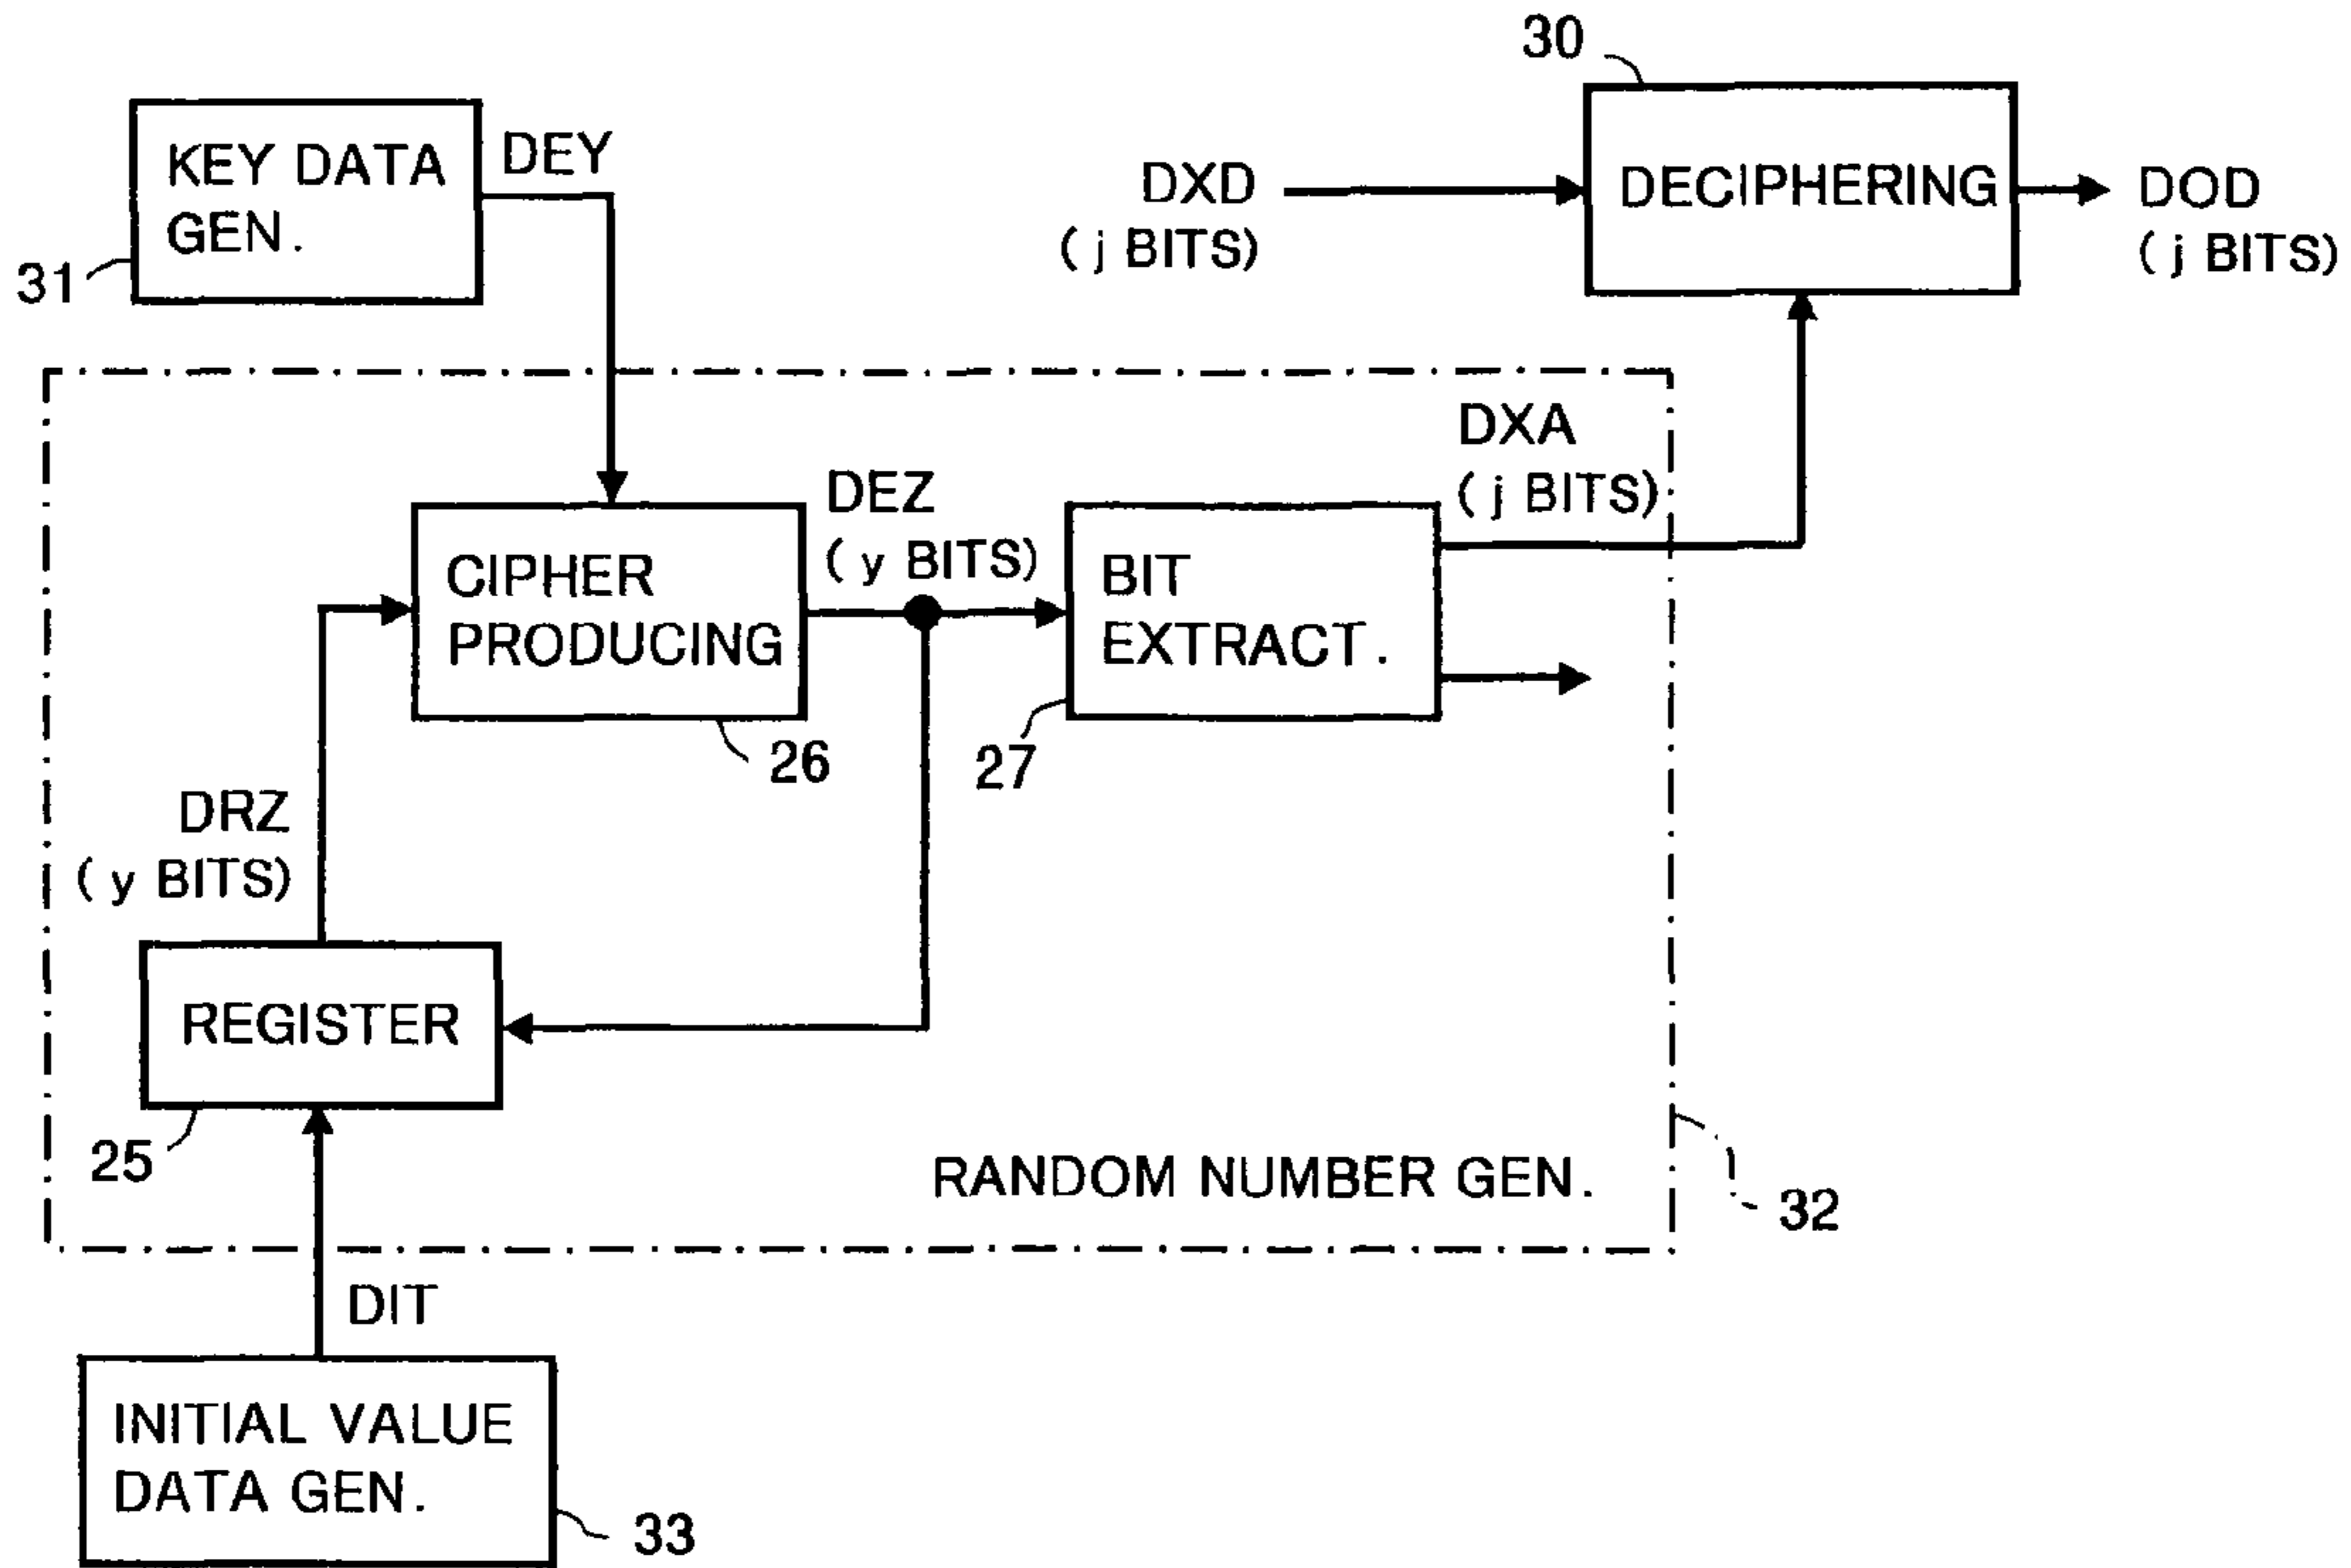 30
KEY DATA
GEN.
31
DEY
DXD
( j BITS)
DECIPHERING
DOD
( j BITS)
DXA
( j BITS)
DEZ
( y BITS)
CIPHER
PRODUCING
26
BIT
EXTRACT.
27
DRZ
( y BITS)
REGISTER
25
RANDOM NUMBER GEN.
32
DIT
INITIAL VALUE
DATA GEN.
33